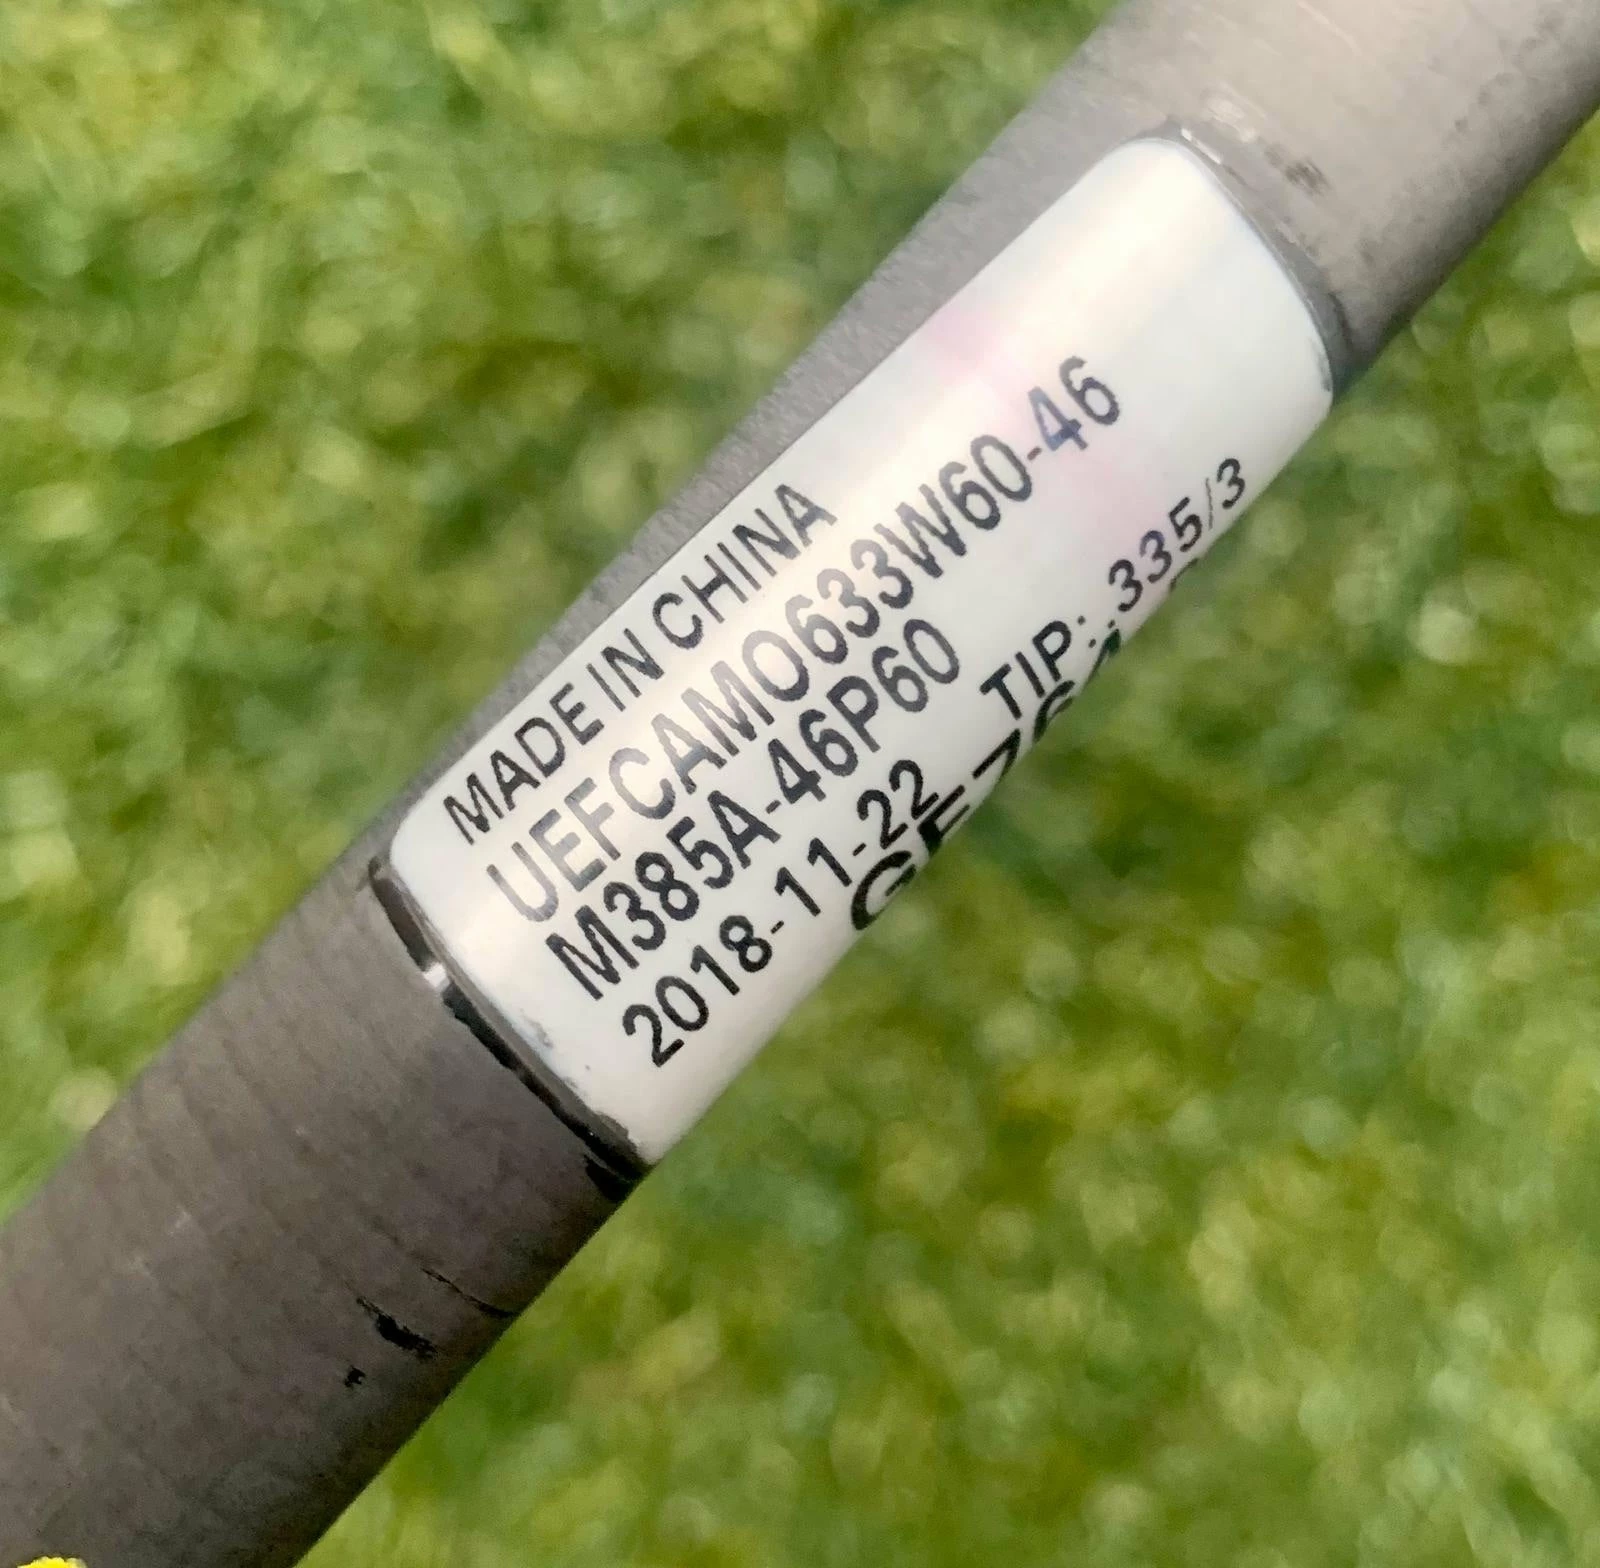 MADE IN CHINA
UEFCAMO633W60-46
M385A-46P60
2018-11-22 TIP: .335/3